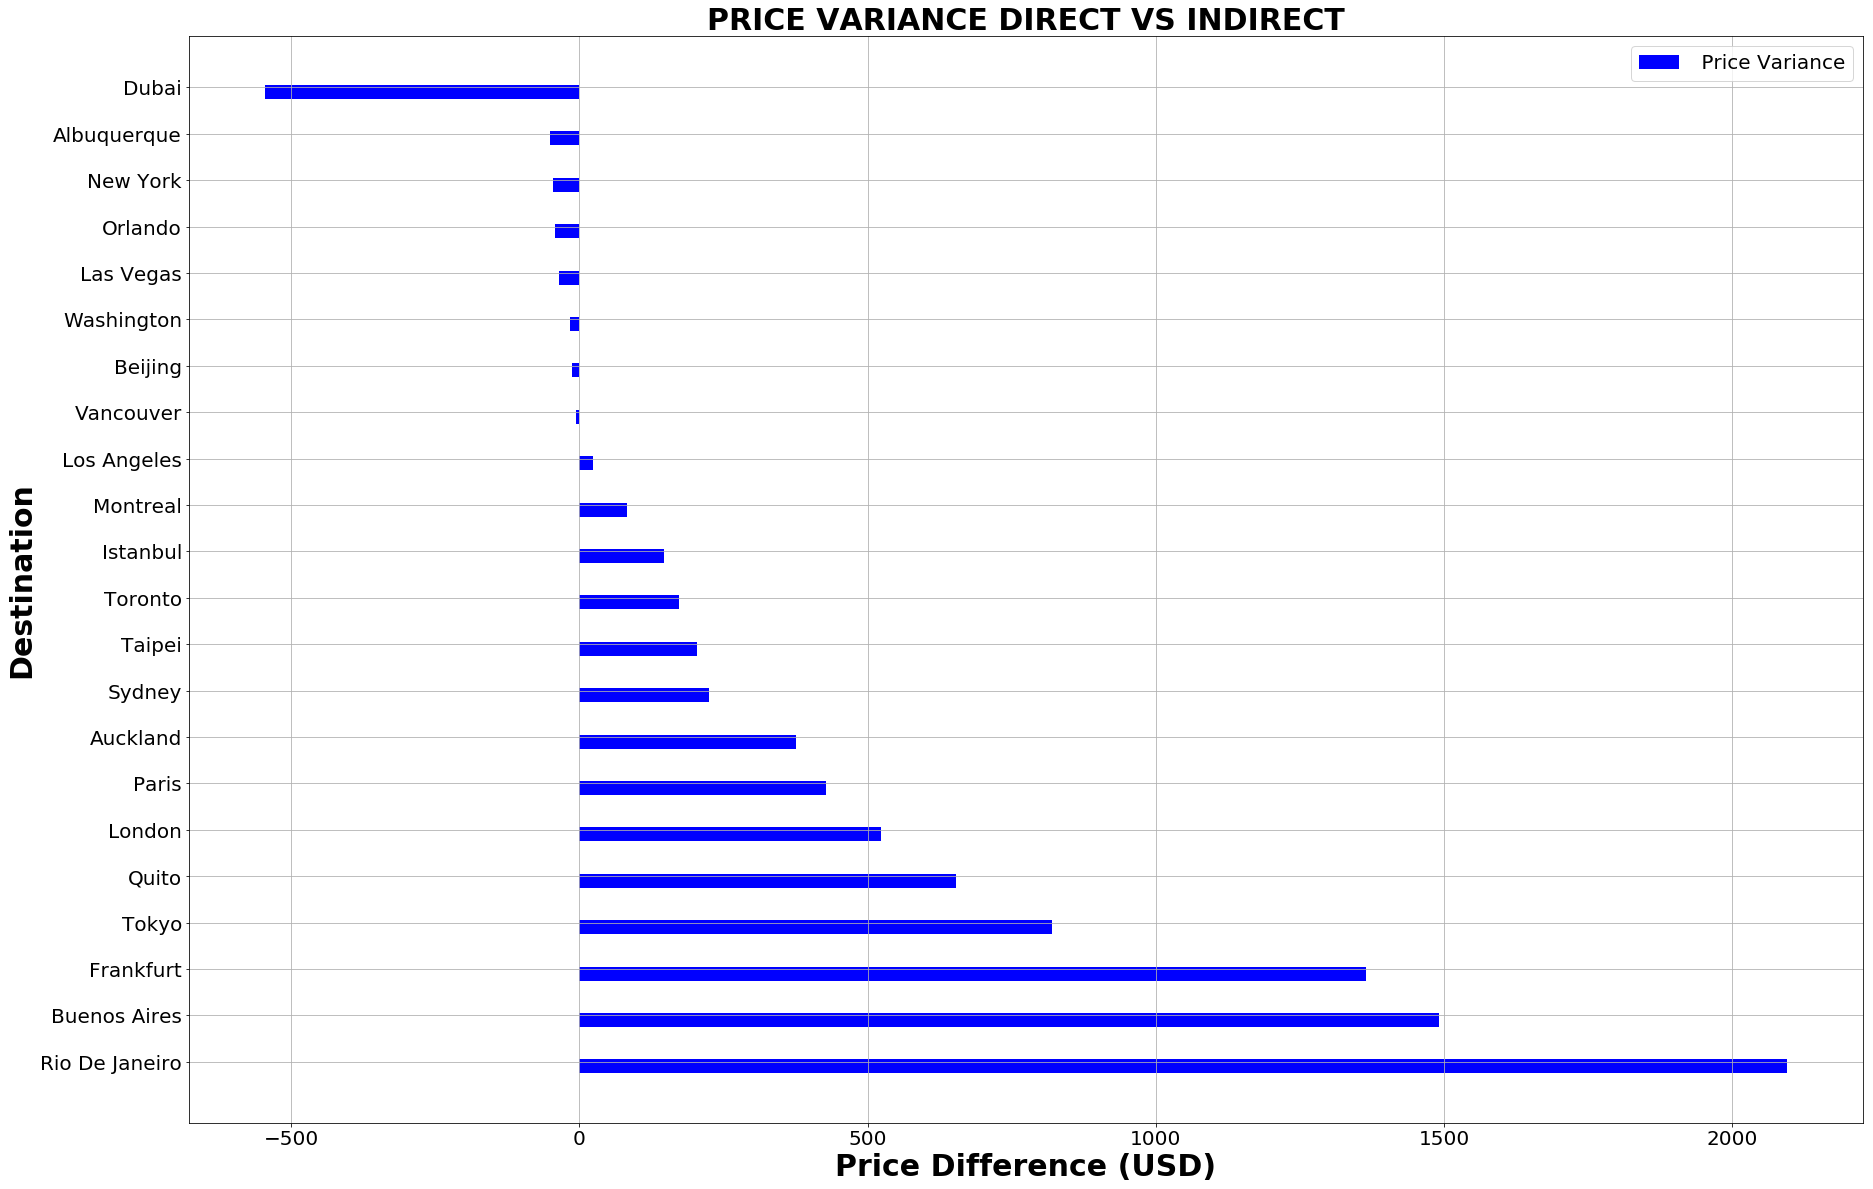 PRICE VARIANCE DIRECT VS INDIRECT
Price Variance
Dubai
Albuquerque
New York
Orlando
Las Vegas
Washington
Beijing
Vancouver
Los Angeles
Montreal
Istanbul
Toronto
Taipei
Sydney
Auckland
Paris
London
Quito
Tokyo
Frankfurt
Buenos Aires
Rio De Janeiro
Destination
−500 0 500 1000 1500 2000
Price Difference (USD)